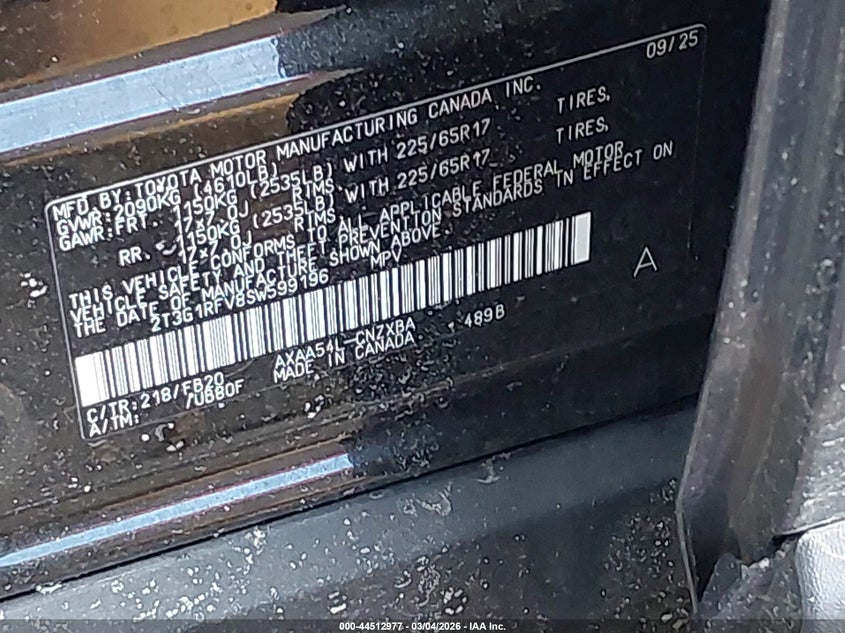 09/25
MFD.BY:TOYOTA MOTOR MANUFACTURING CANADA INC.
GVWR:2090KG (4610LB)
GAWR:FRT. 1150KG (2535LB) WITH 225/65R17 TIRES,
17x7.0J RIMS,
RR. 1150KG (2535LB) WITH 225/65R17 TIRES,
17x7.0J RIMS,
THIS VEHICLE CONFORMS TO ALL APPLICABLE FEDERAL MOTOR
VEHICLE SAFETY AND THEFT PREVENTION STANDARDS IN EFFECT ON
THE DATE OF MANUFACTURE SHOWN ABOVE.
2T3G1RFV8SW599196 MPV
A
C/TR:218/FB20 AXAA54L-CNZXBA 489B
A/TM: /U680F MADE IN CANADA
000-44512977 - 03/04/2026 - IAA Inc.